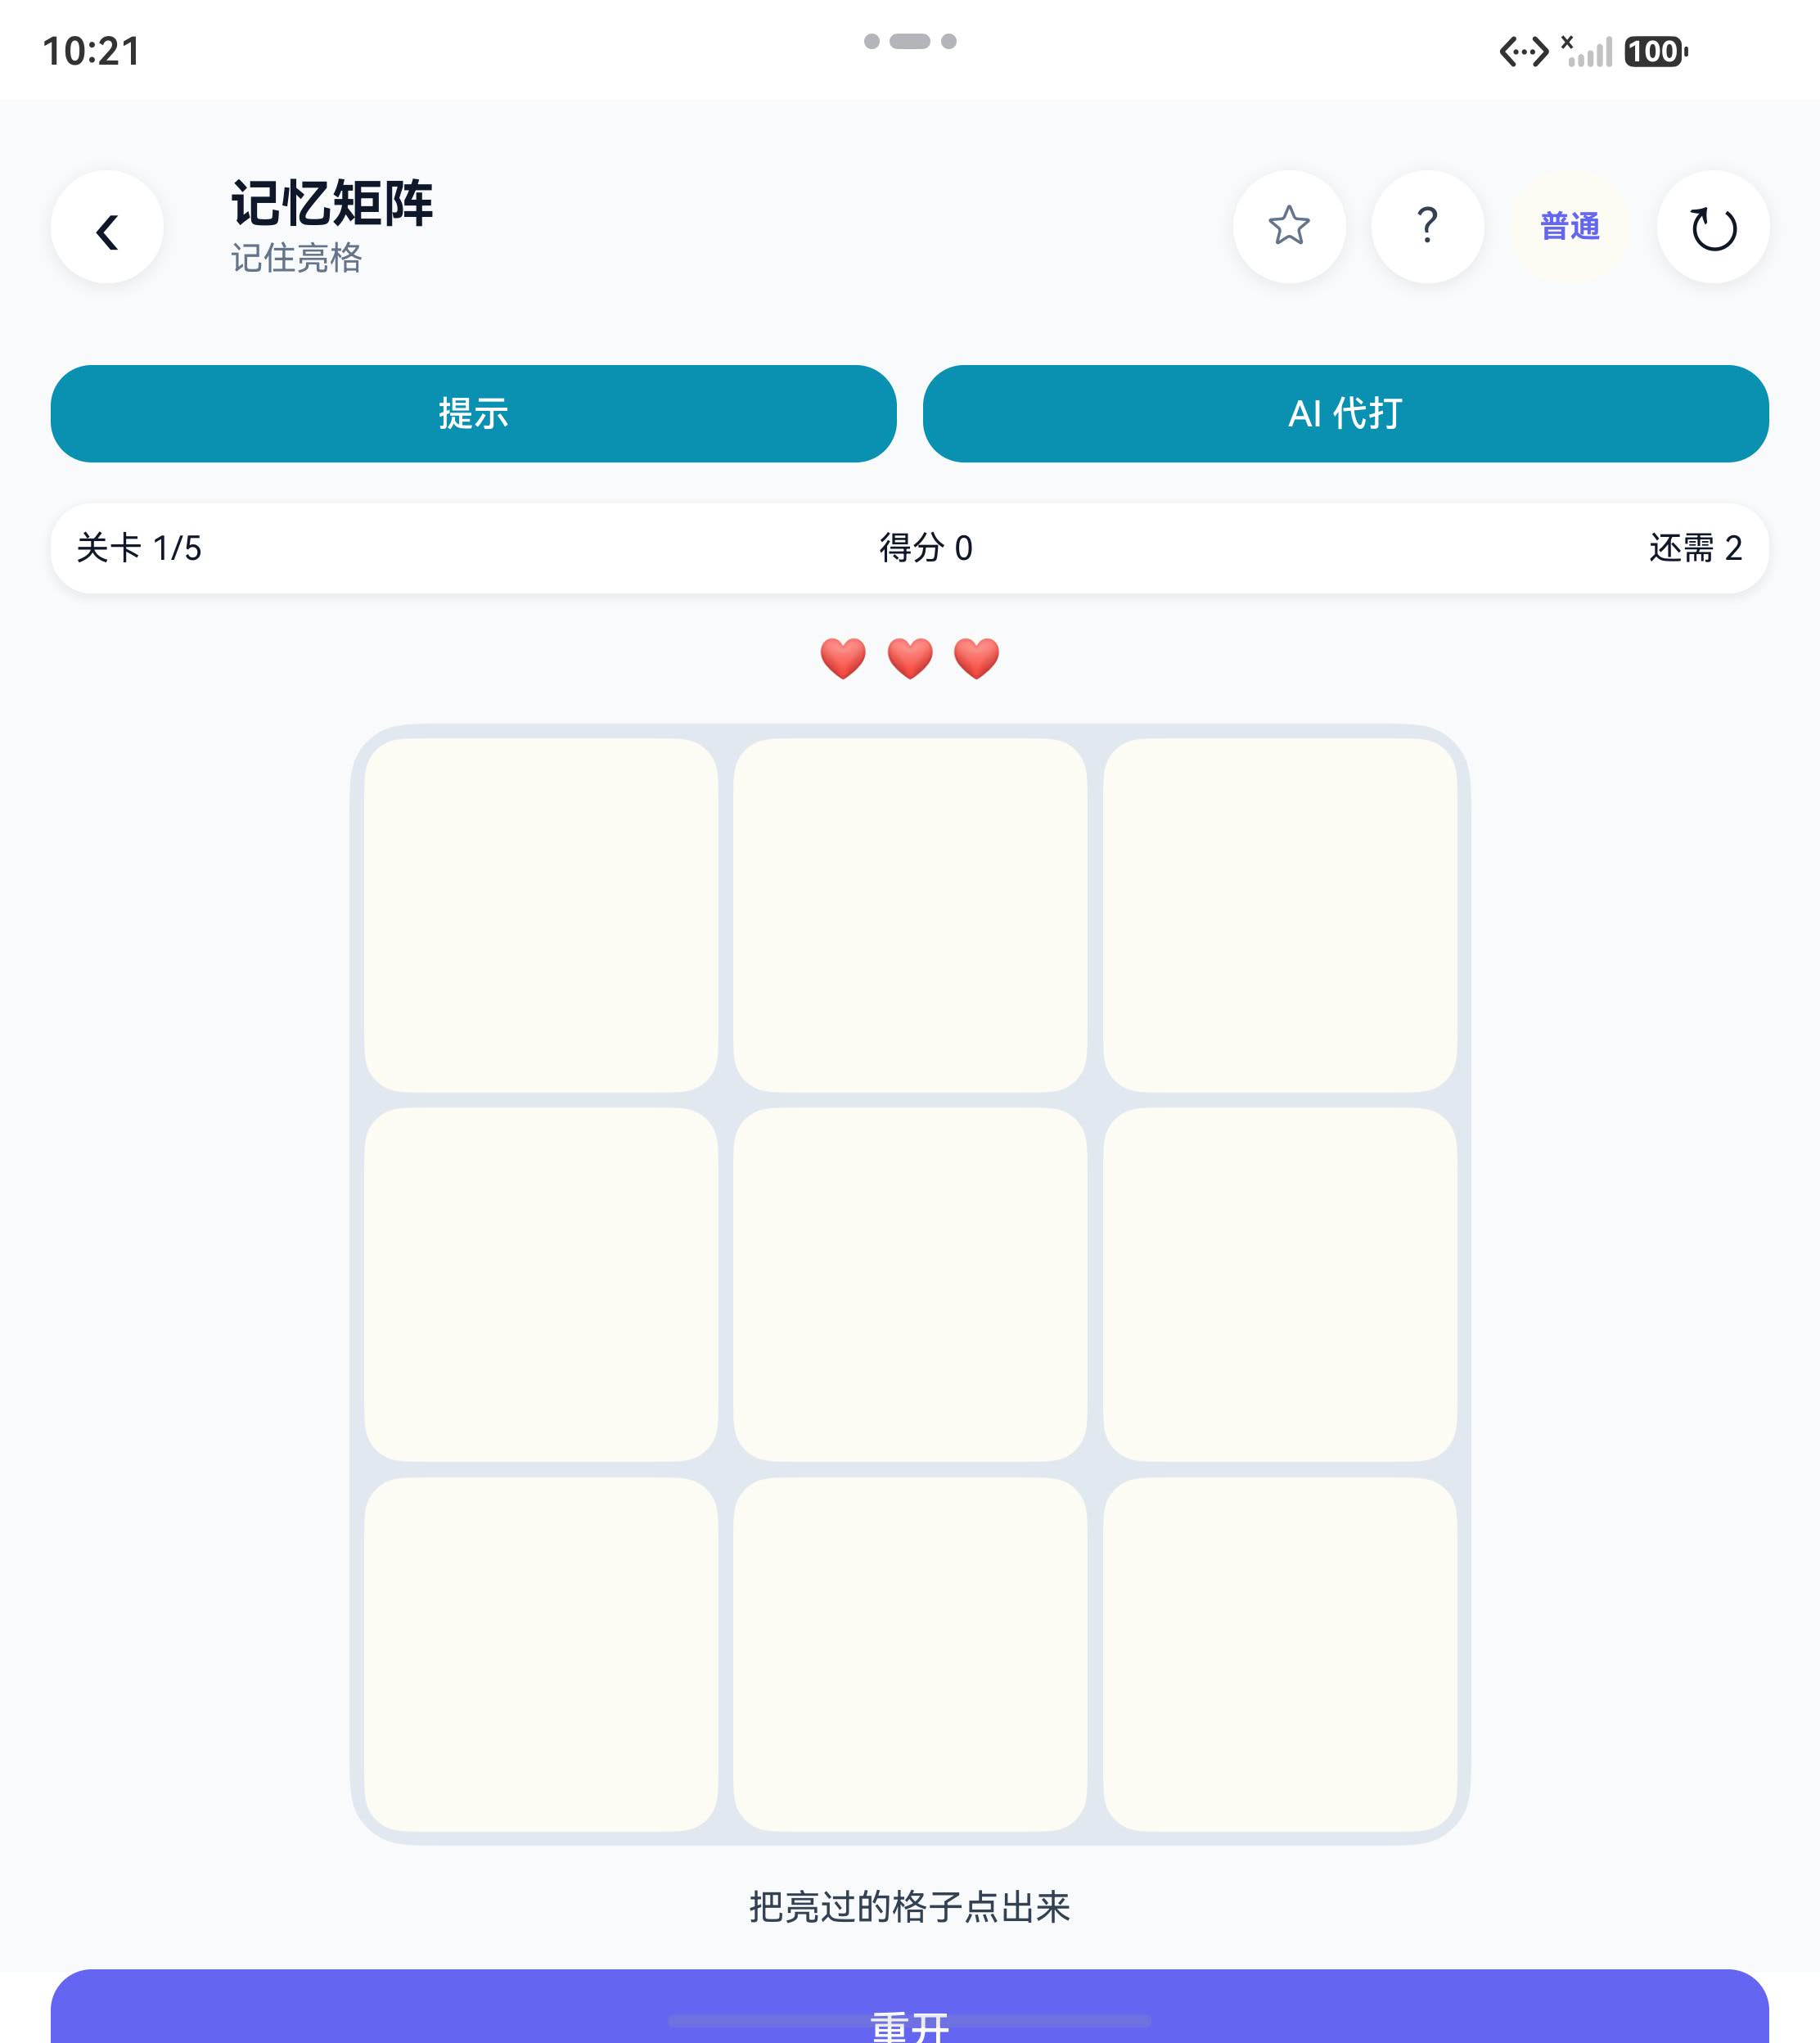 10:21
100
记忆矩阵
记住亮格
?
普通
提示
AI 代打
关卡 1/5
得分 0
还需 2
把亮过的格子点出来
重开